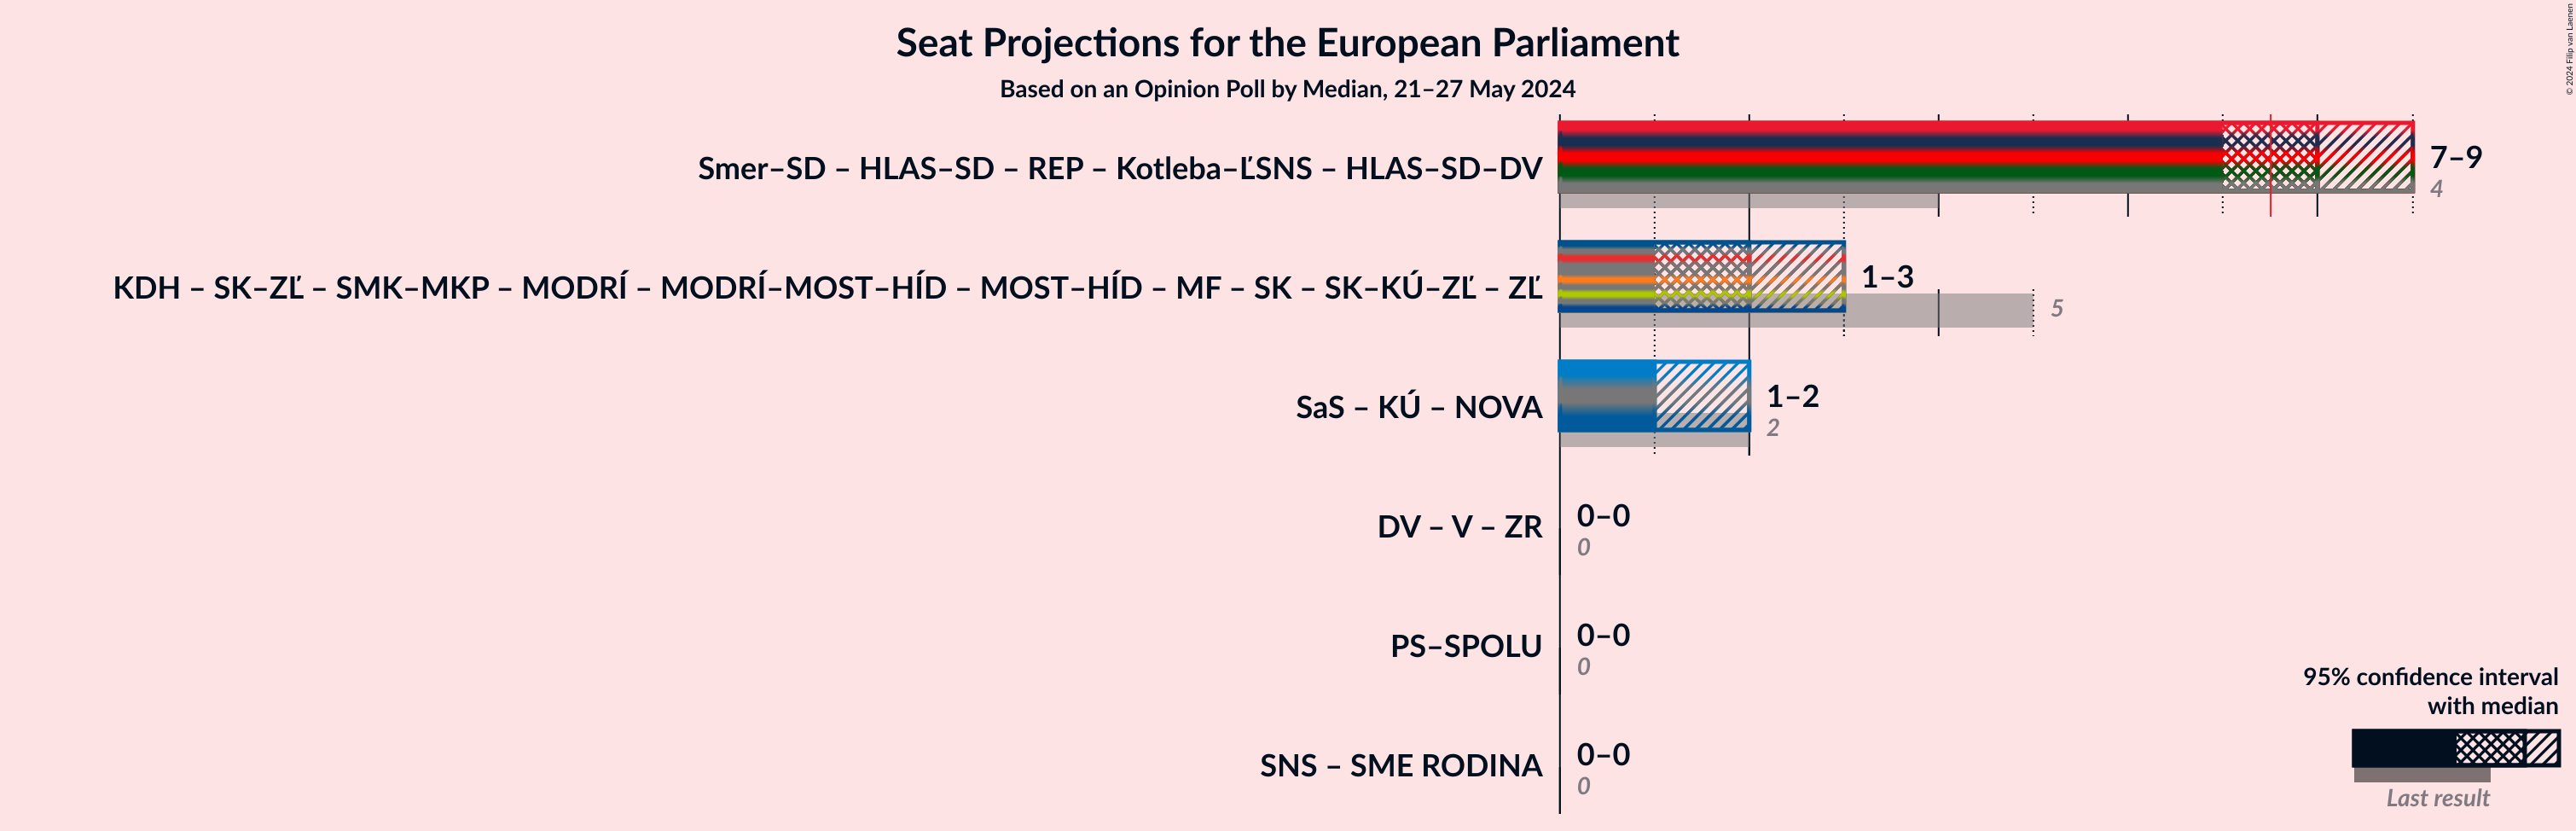 Seat Projections for the European Parliament
Based on an Opinion Poll by Median, 21–27 May 2024
© 2024 Filip van Laenen
Smer–SD – HLAS–SD – REP – Kotleba–ĽSNS – HLAS–SD–DV
7–9
4
KDH – SK–ZĽ – SMK–MKP – MODRÍ – MODRÍ–MOST–HÍD – MOST–HÍD – MF – SK – SK–KÚ–ZĽ – ZĽ
1–3
5
SaS – KÚ – NOVA
1–2
2
DV – V – ZR
0–0
0
PS–SPOLU
0–0
0
SNS – SME RODINA
0–0
0
95% confidence interval
with median
Last result